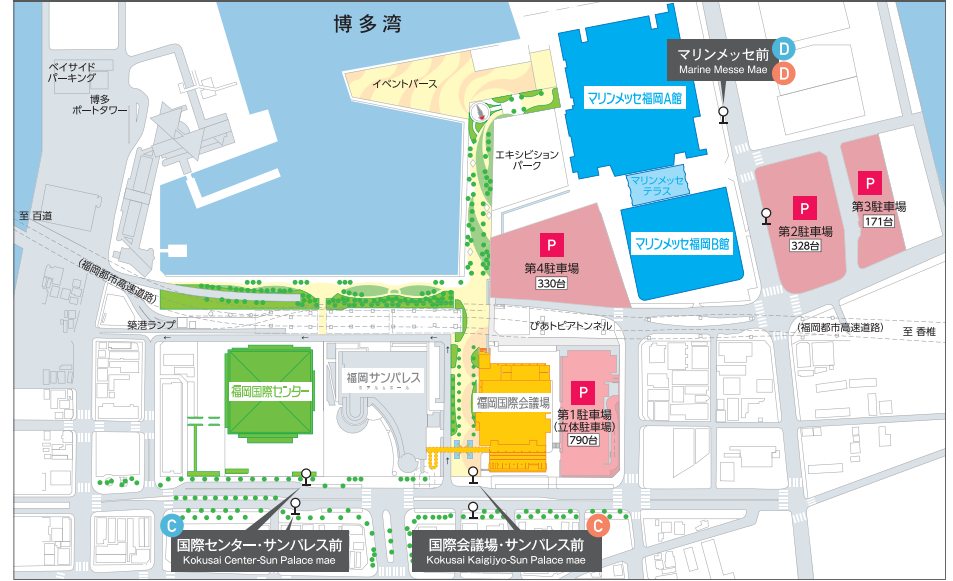 博多湾
マリンメッセ前
Marine Messe Mae
D
D
ベイサイド
パーキング
博多
ポートタワー
イベントバース
マリンメッセ福岡A館
エキシビション
パーク
マリンメッセ
テラス
P
第3駐車場
171台
P
第2駐車場
328台
至 百道
マリンメッセ福岡B館
P
第4駐車場
330台
(福岡都市高速道路)
築港ランプ
ぴあトピアトンネル
(福岡都市高速道路)
至 香椎
←
←
←
↑
福岡国際センター
福岡サンパレス
ホテル&ホール
福岡国際会議場
P
第1駐車場
(立体駐車場)
790台
↑
C
国際センター・サンパレス前
Kokusai Center-Sun Palace mae
C
国際会議場・サンパレス前
Kokusai Kaigijyo-Sun Palace mae